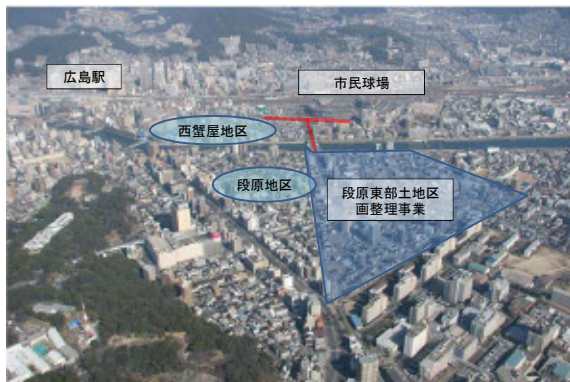 広島駅
市民球場
西蟹屋地区
段原地区
段原東部土地区
画整理事業